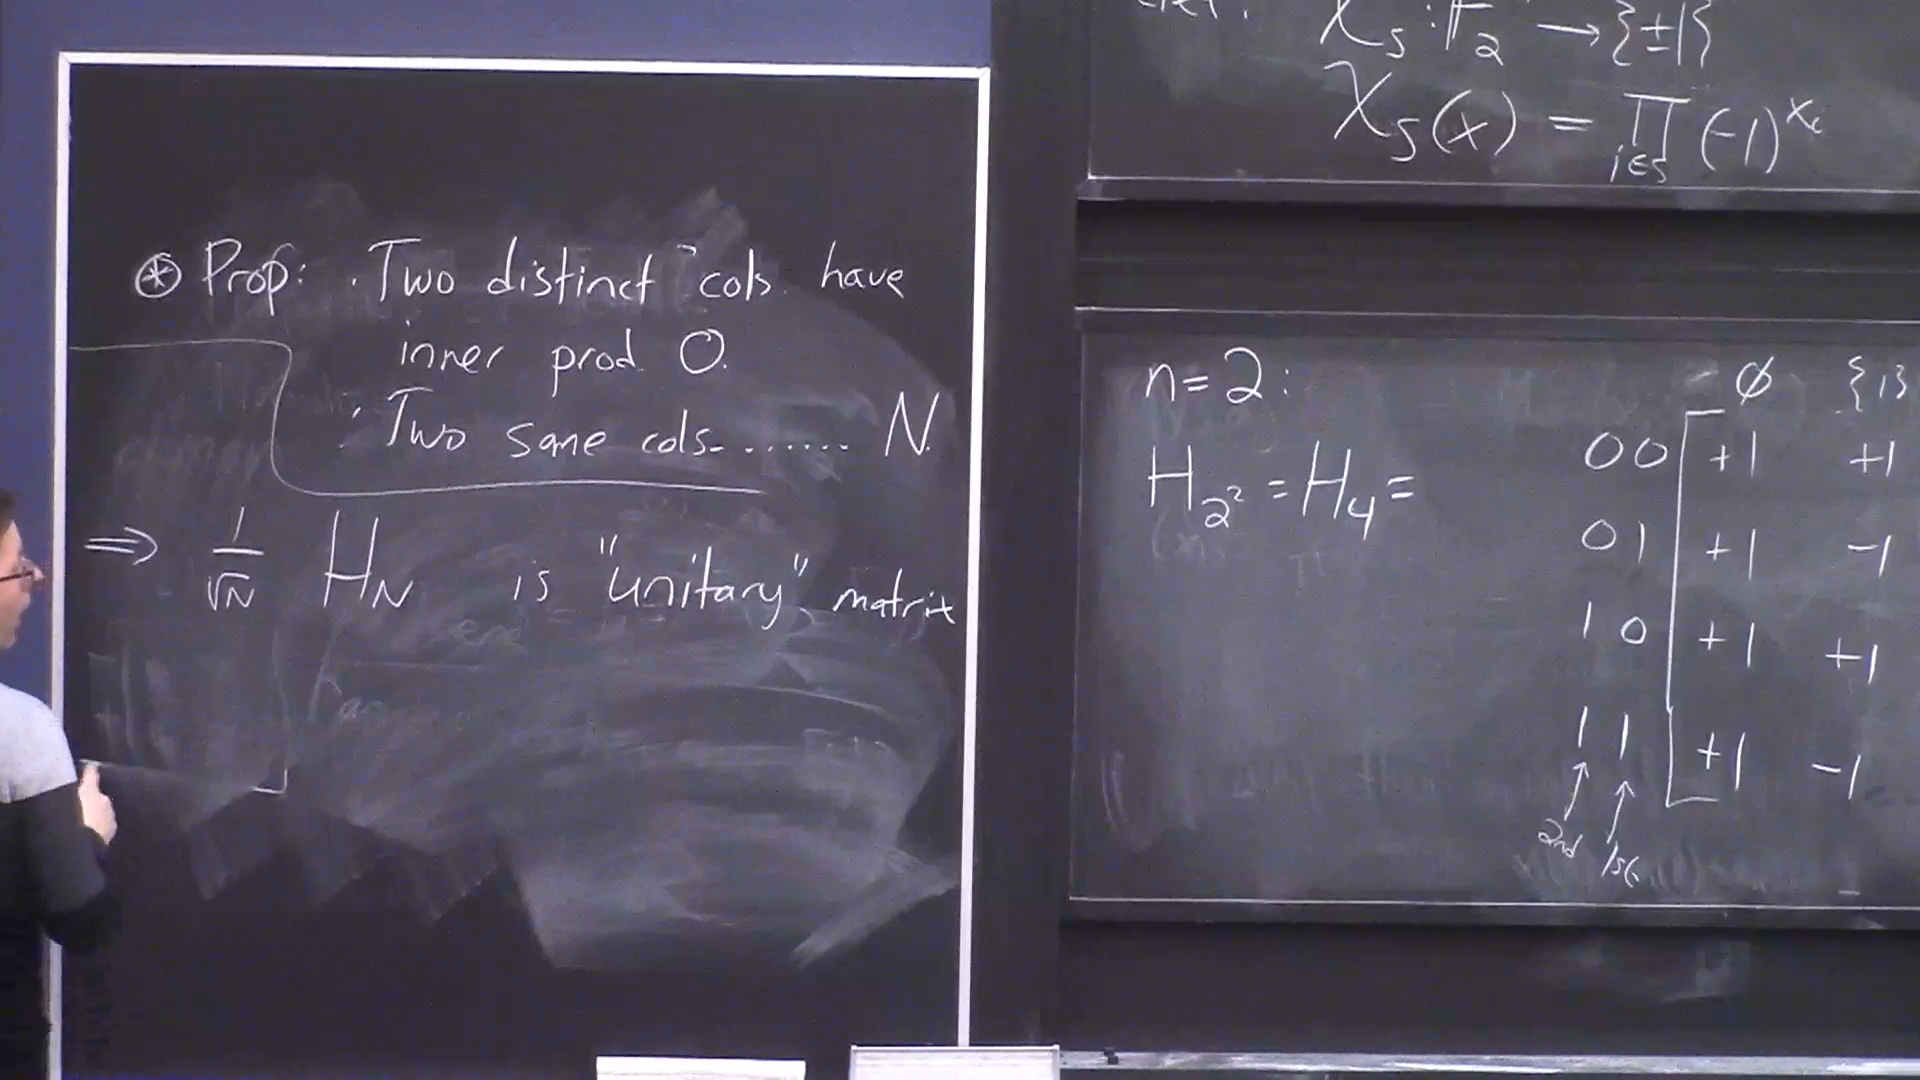 ⊛ Prop: · Two distinct cols. have
inner prod. 0.
· Two same cols. ....... N.
⇒ 1/√N H_N is "unitary" matrix
χ_S : F_2 → {±1}
χ_S(x) = ∏_{i∈S} (-1)^{x_i}
n=2:
H_{2^2} = H_4 =
∅ {1}
00 +1 +1
01 +1 -1
10 +1 +1
11 +1 -1
2nd 1st